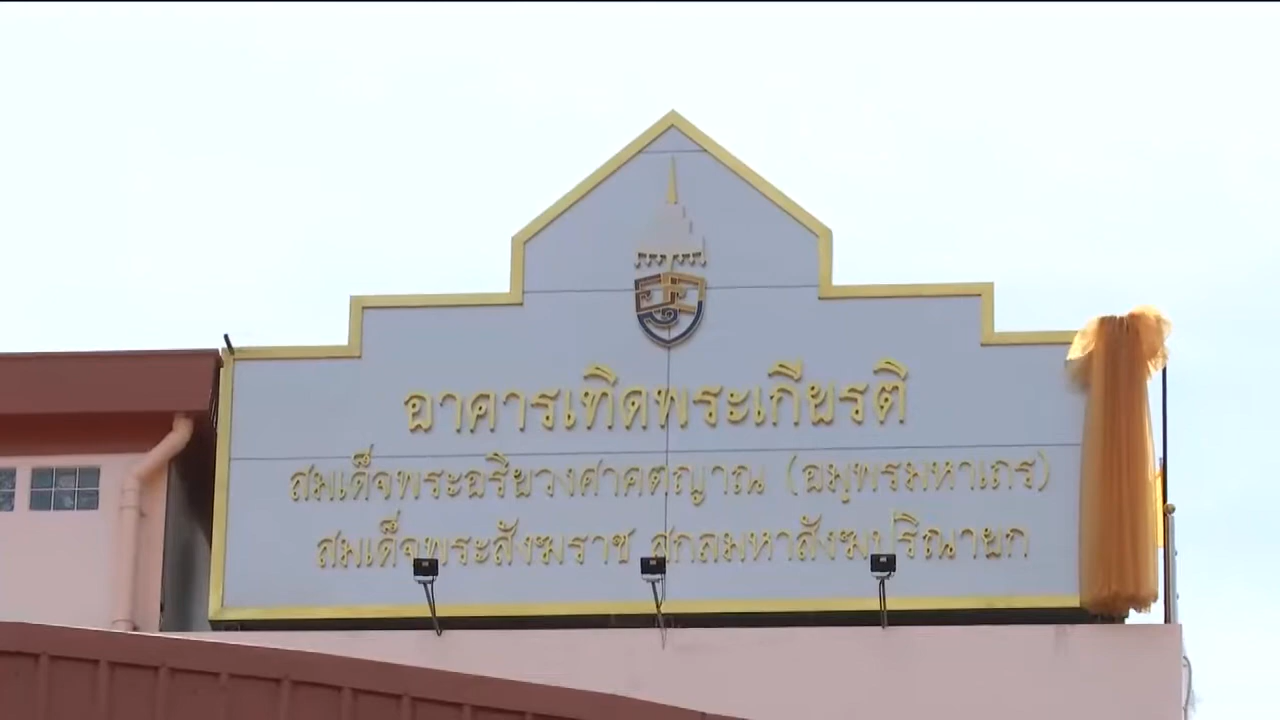 อาคารเทิดพระเกียรติ
สมเด็จพระอริยวงศาคตญาณ (อมฺพรมหาเถร)
สมเด็จพระสังฆราช สกลมหาสังฆปริณายก